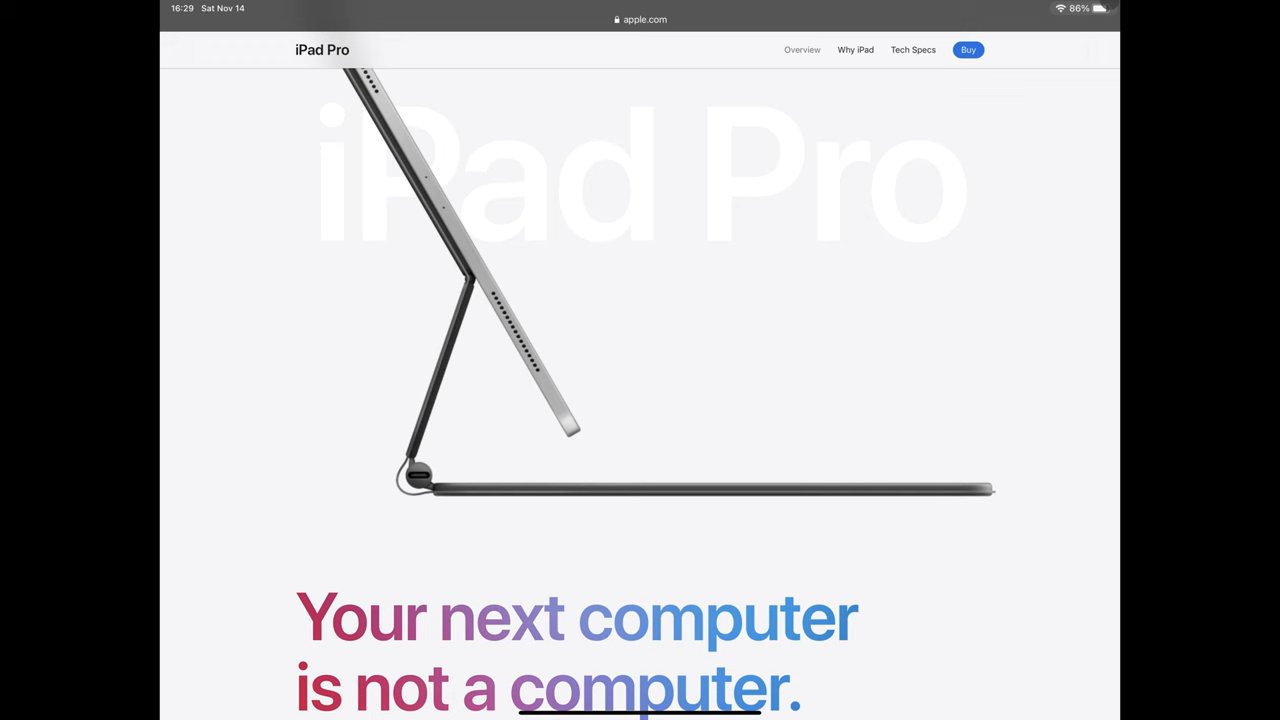 16:29 Sat Nov 14
86%
apple.com
iPad Pro
Overview Why iPad Tech Specs Buy
iPad Pro
Your next computer
is not a computer.